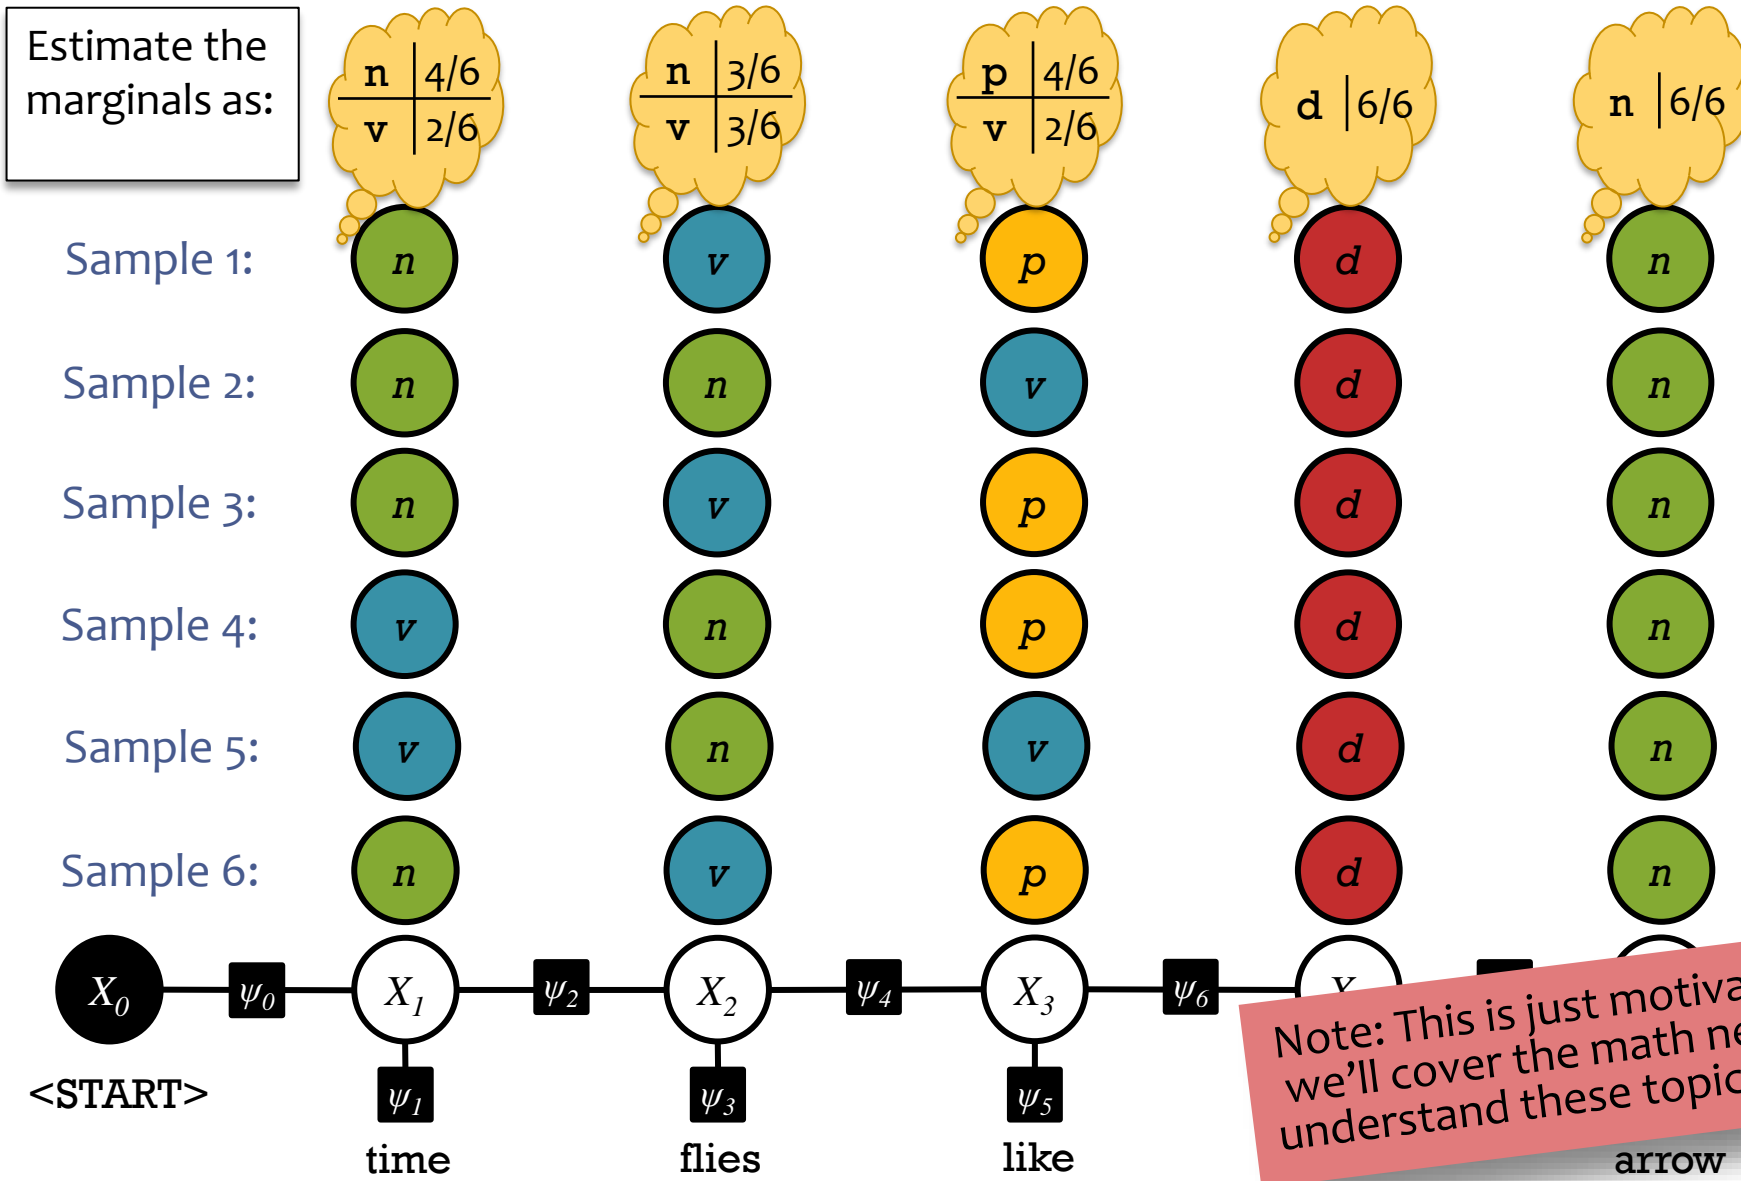 Estimate the
marginals as:
n 4/6
v 2/6
n 3/6
v 3/6
p 4/6
v 2/6
d 6/6
n 6/6
Sample 1: n v p d n
Sample 2: n n v d n
Sample 3: n v p d n
Sample 4: v n p d n
Sample 5: v n v d n
Sample 6: n v p d n
X0 ψ0 X1 ψ2 X2 ψ4 X3 ψ6
<START> ψ1 ψ3 ψ5
time flies like arrow
Note: This is just
we'll cover the math
understand these